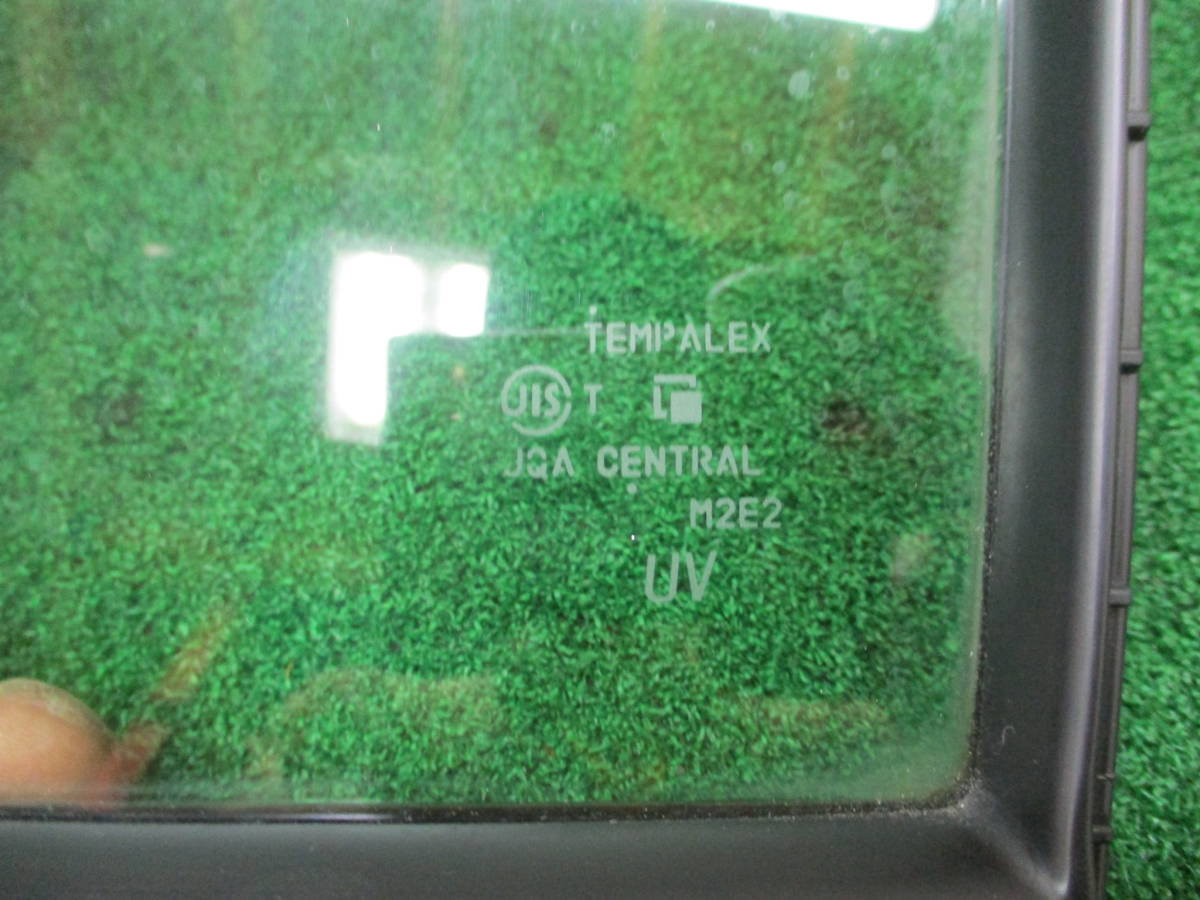 TEMPALEX
JIS T
JQA CENTRAL
M2E2
UV